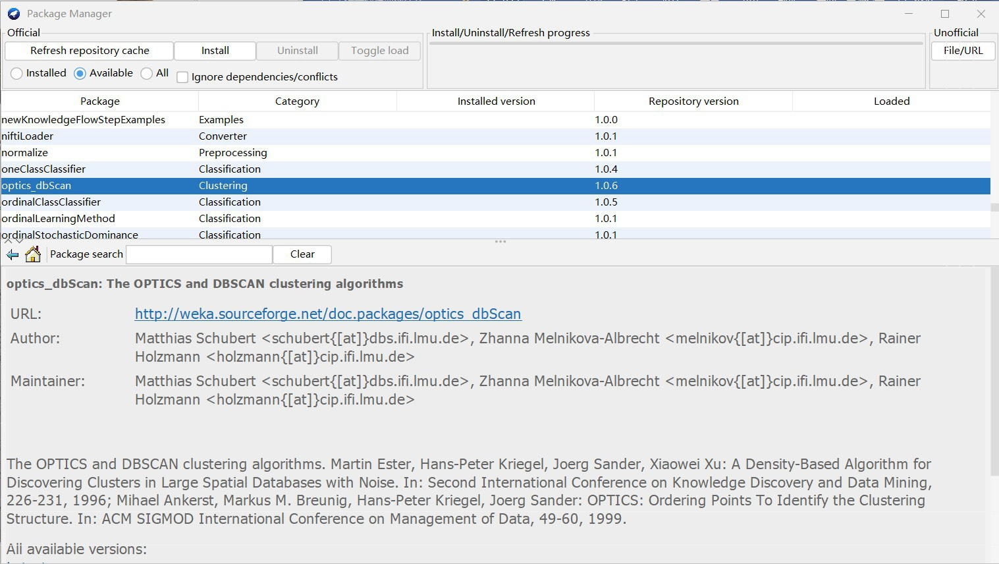 Package Manager
Official
Install/Uninstall/Refresh progress
Unofficial
Refresh repository cache Install Uninstall Toggle load File/URL
Installed Available All Ignore dependencies/conflicts
Package Category Installed version Repository version Loaded
newKnowledgeFlowStepExamples Examples 1.0.0
niftiLoader Converter 1.0.1
normalize Preprocessing 1.0.1
oneClassClassifier Classification 1.0.4
optics_dbScan Clustering 1.0.6
ordinalClassClassifier Classification 1.0.5
ordinalLearningMethod Classification 1.0.1
ordinalStochasticDominance Classification 1.0.1
Package search Clear
optics_dbScan: The OPTICS and DBSCAN clustering algorithms
URL: http://weka.sourceforge.net/doc.packages/optics_dbScan
Author: Matthias Schubert <schubert{[at]}dbs.ifi.lmu.de>, Zhanna Melnikova-Albrecht <melnikov{[at]}cip.ifi.lmu.de>, Rainer
Holzmann <holzmann{[at]}cip.ifi.lmu.de>
Maintainer: Matthias Schubert <schubert{[at]}dbs.ifi.lmu.de>, Zhanna Melnikova-Albrecht <melnikov{[at]}cip.ifi.lmu.de>, Rainer
Holzmann <holzmann{[at]}cip.ifi.lmu.de>
The OPTICS and DBSCAN clustering algorithms. Martin Ester, Hans-Peter Kriegel, Joerg Sander, Xiaowei Xu: A Density-Based Algorithm for
Discovering Clusters in Large Spatial Databases with Noise. In: Second International Conference on Knowledge Discovery and Data Mining,
226-231, 1996; Mihael Ankerst, Markus M. Breunig, Hans-Peter Kriegel, Joerg Sander: OPTICS: Ordering Points To Identify the Clustering
Structure. In: ACM SIGMOD International Conference on Management of Data, 49-60, 1999.
All available versions: